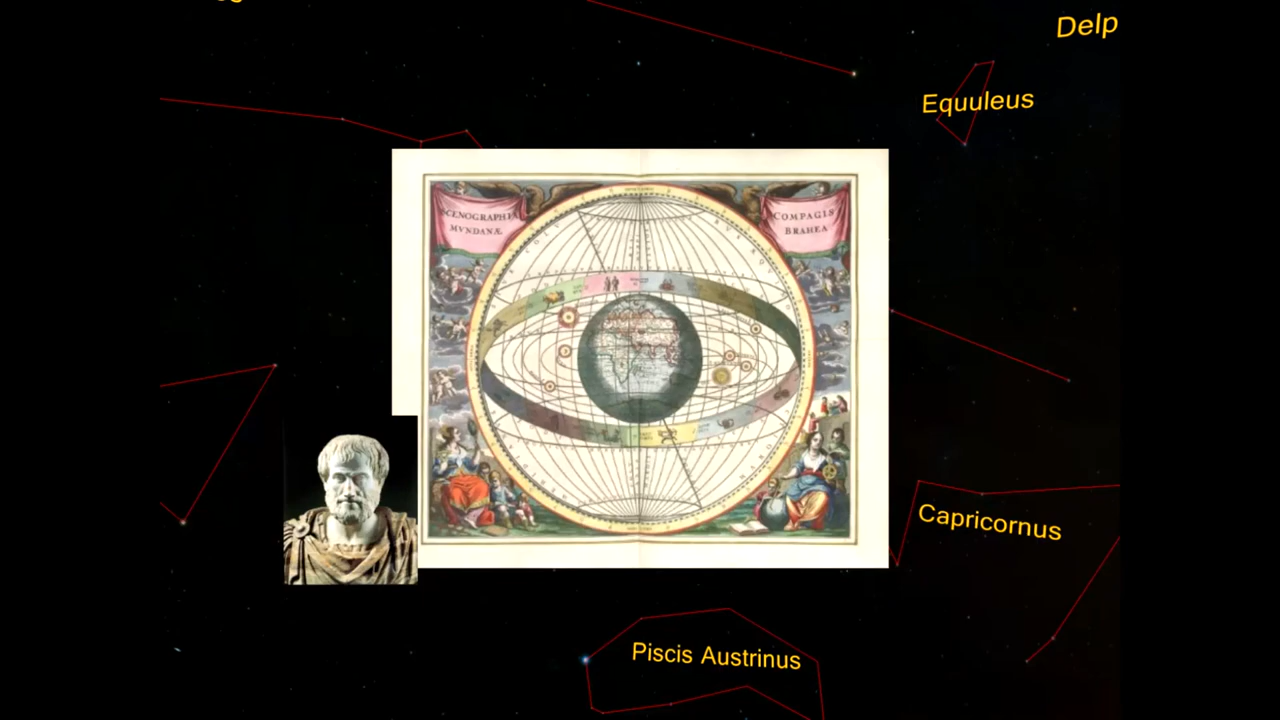 Delp
Equuleus
SCENOGRAPHIA
MVNDANÆ
COMPAGIS
BRAHEA
Capricornus
Piscis Austrinus